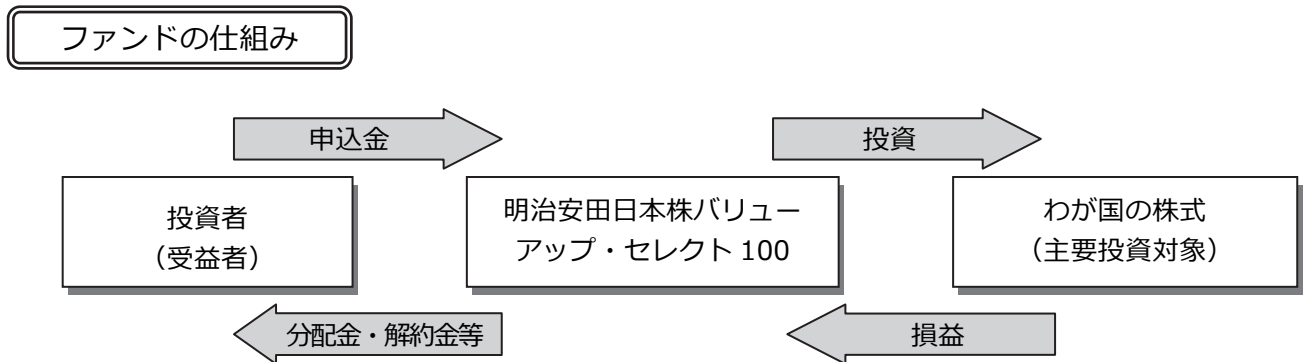 ファンドの仕組み
申込金
投資
投資者
（受益者）
明治安田日本株バリュー
アップ・セレクト 100
わが国の株式
（主要投資対象）
分配金・解約金等
損益